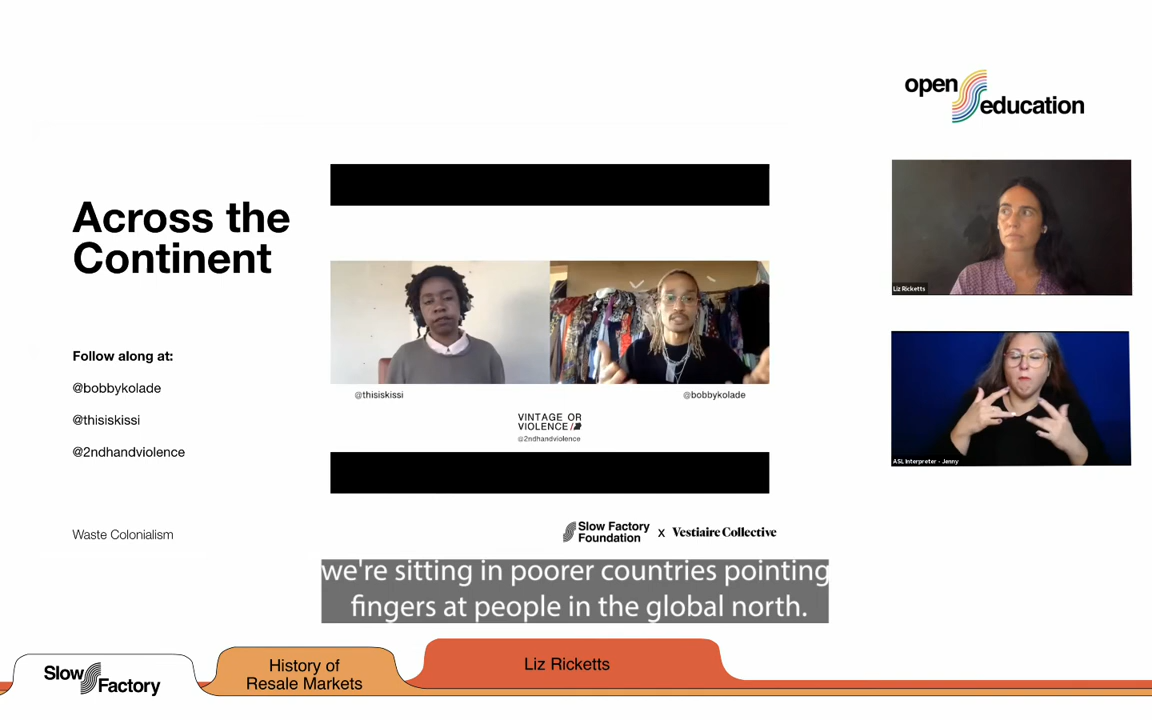 open
education
Across the
Continent
Follow along at:
@bobbykolade
@thisiskissi
@2ndhandviolence
@thisiskissi
@bobbykolade
VINTAGE OR
VIOLENCE //
@2ndhandviolence
Liz Ricketts
ASL Interpreter - Jenny
Waste Colonialism
Slow Factory
Foundation x Vestiaire Collective
we're sitting in poorer countries pointing
fingers at people in the global north.
Slow
Factory
History of
Resale Markets
Liz Ricketts